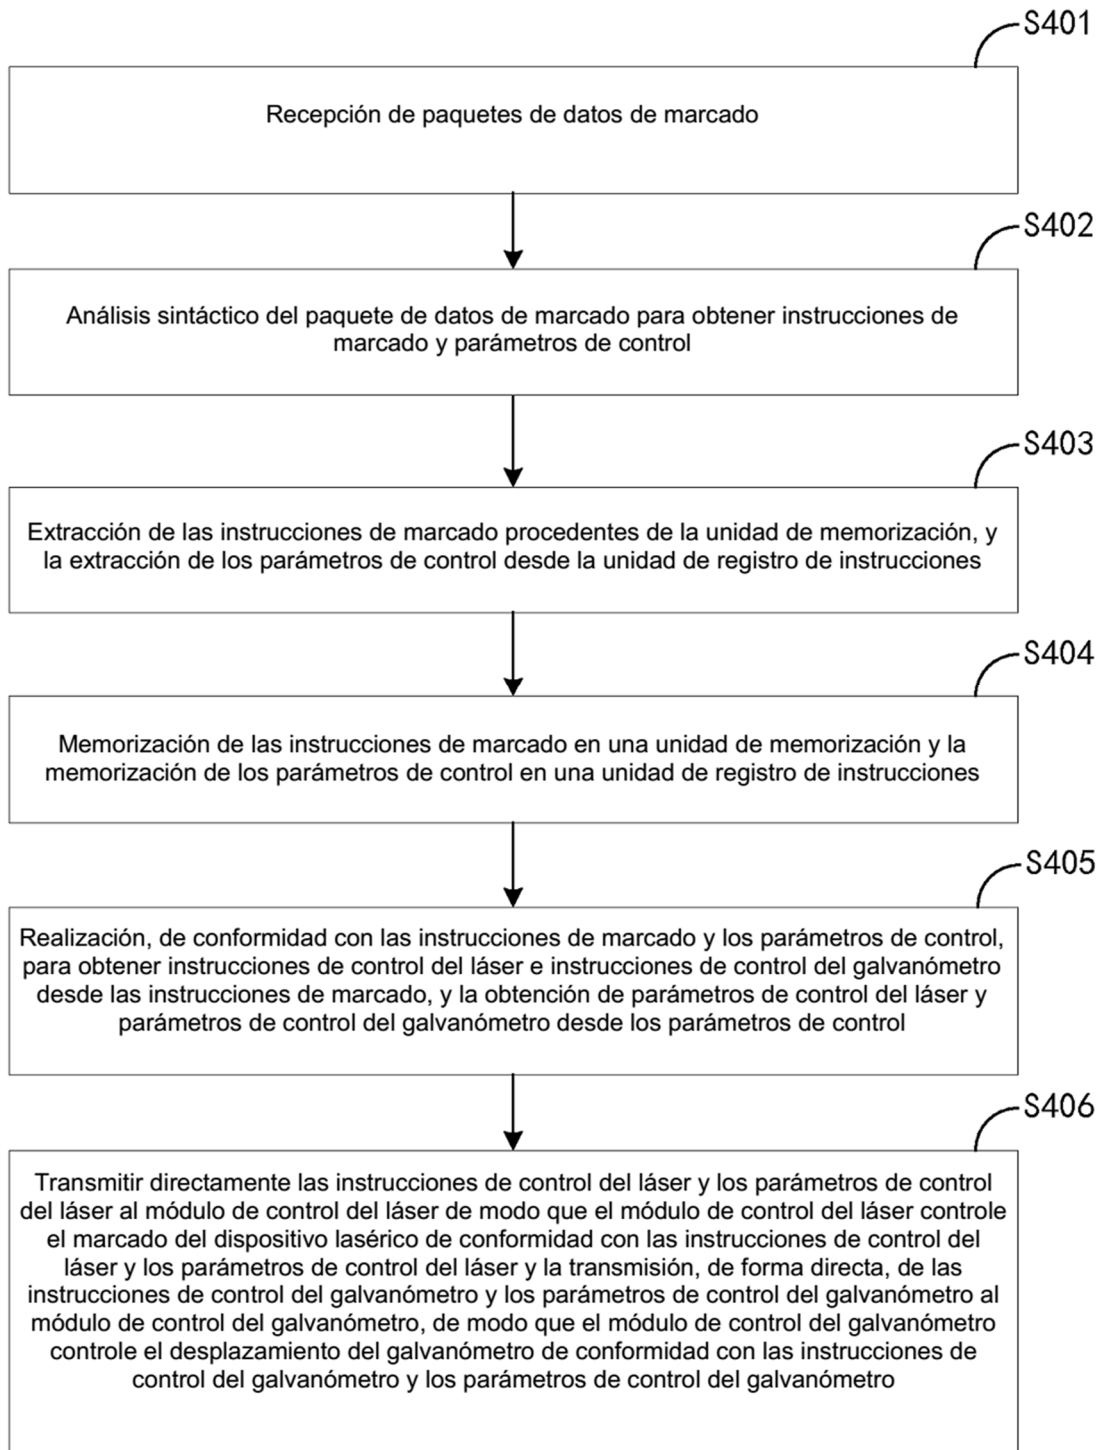 S401
Recepción de paquetes de datos de marcado
S402
Análisis sintáctico del paquete de datos de marcado para obtener instrucciones de
marcado y parámetros de control
S403
Extracción de las instrucciones de marcado procedentes de la unidad de memorización, y
la extracción de los parámetros de control desde la unidad de registro de instrucciones
S404
Memorización de las instrucciones de marcado en una unidad de memorización y la
memorización de los parámetros de control en una unidad de registro de instrucciones
S405
Realización, de conformidad con las instrucciones de marcado y los parámetros de control,
para obtener instrucciones de control del láser e instrucciones de control del galvanómetro
desde las instrucciones de marcado, y la obtención de parámetros de control del láser y
parámetros de control del galvanómetro desde los parámetros de control
S406
Transmitir directamente las instrucciones de control del láser y los parámetros de control
del láser al módulo de control del láser de modo que el módulo de control del láser controle
el marcado del dispositivo lasérico de conformidad con las instrucciones de control del
láser y los parámetros de control del láser y la transmisión, de forma directa, de las
instrucciones de control del galvanómetro y los parámetros de control del galvanómetro al
módulo de control del galvanómetro, de modo que el módulo de control del galvanómetro
controle el desplazamiento del galvanómetro de conformidad con las instrucciones de
control del galvanómetro y los parámetros de control del galvanómetro